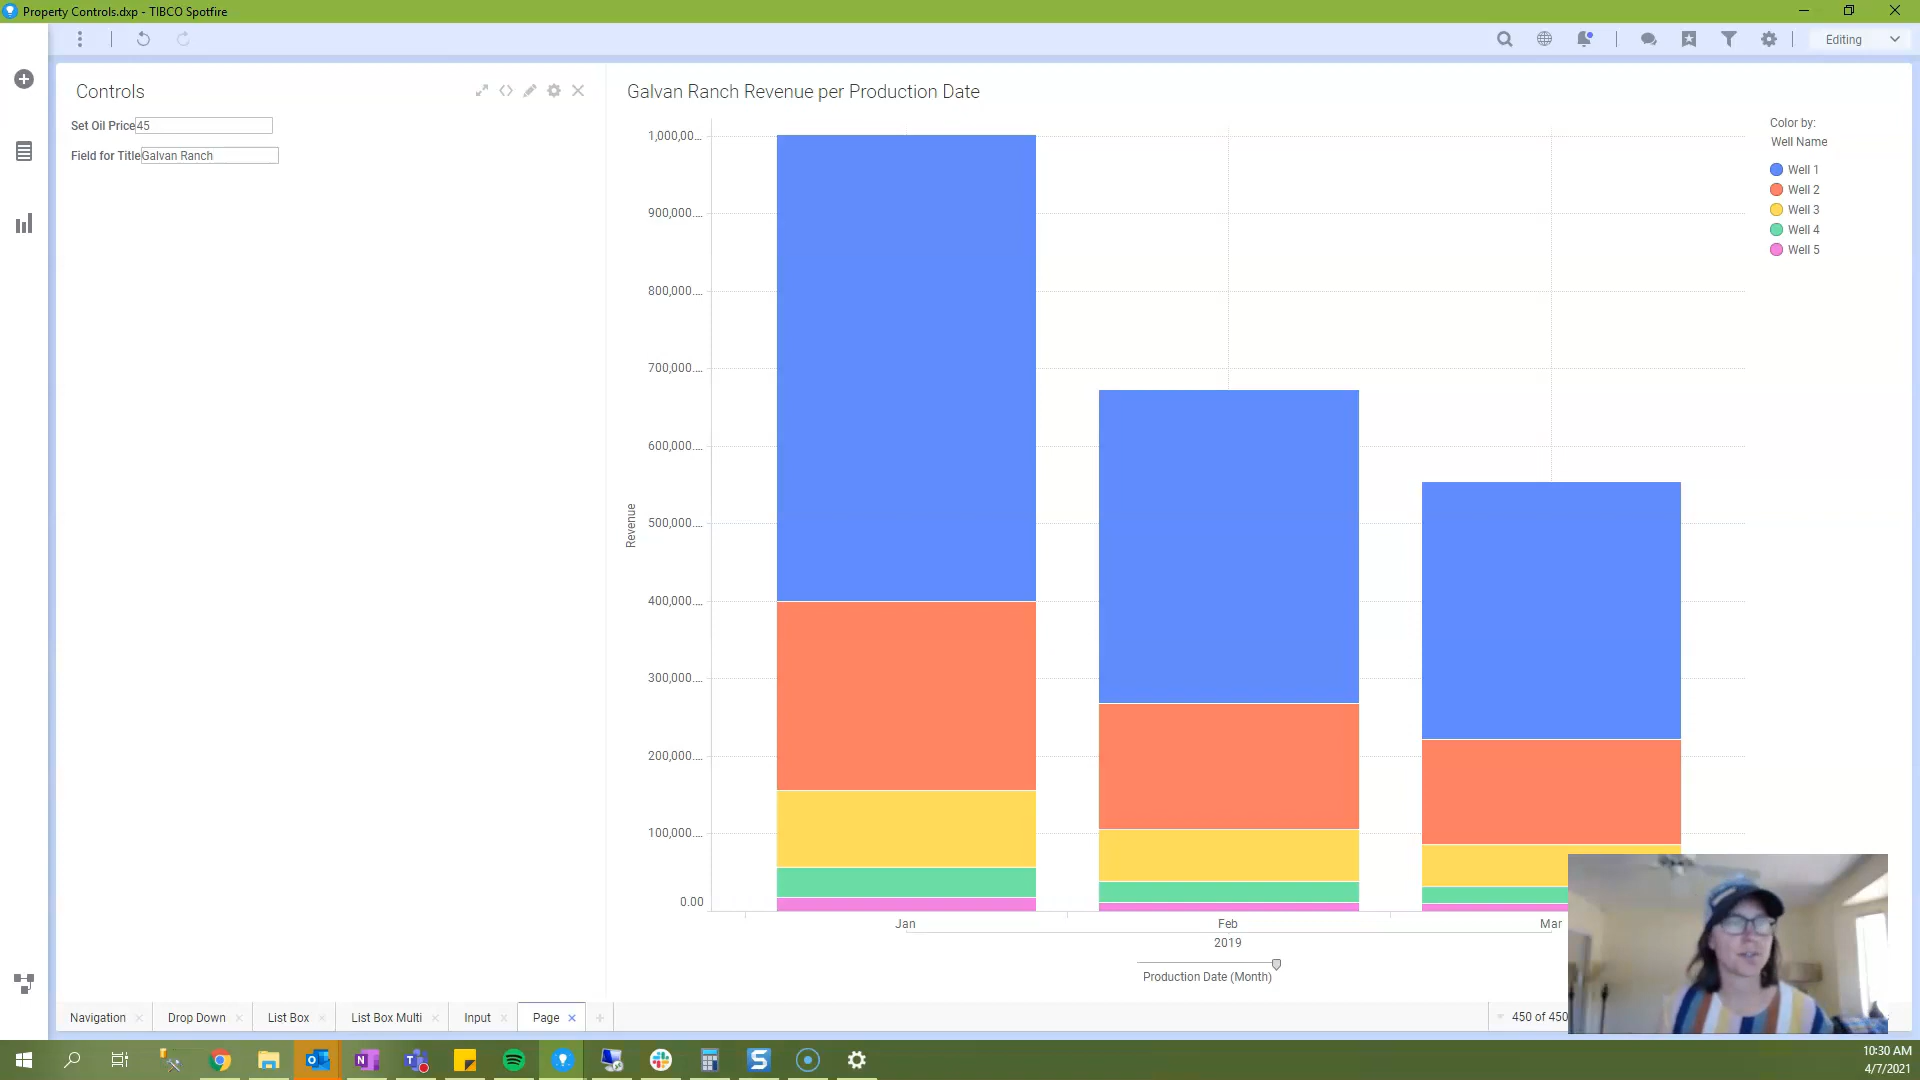 Property Controls.dxp - TIBCO Spotfire
Editing
Controls
Set Oil Price 45
Field for Title Galvan Ranch
Galvan Ranch Revenue per Production Date
Revenue
1,000,00...
900,000....
800,000....
700,000....
600,000....
500,000....
400,000....
300,000....
200,000....
100,000....
0.00
Jan Feb Mar
2019
Production Date (Month)
Color by:
Well Name
Well 1
Well 2
Well 3
Well 4
Well 5
Navigation Drop Down List Box List Box Multi Input Page 450 of 450
10:30 AM
4/7/2021